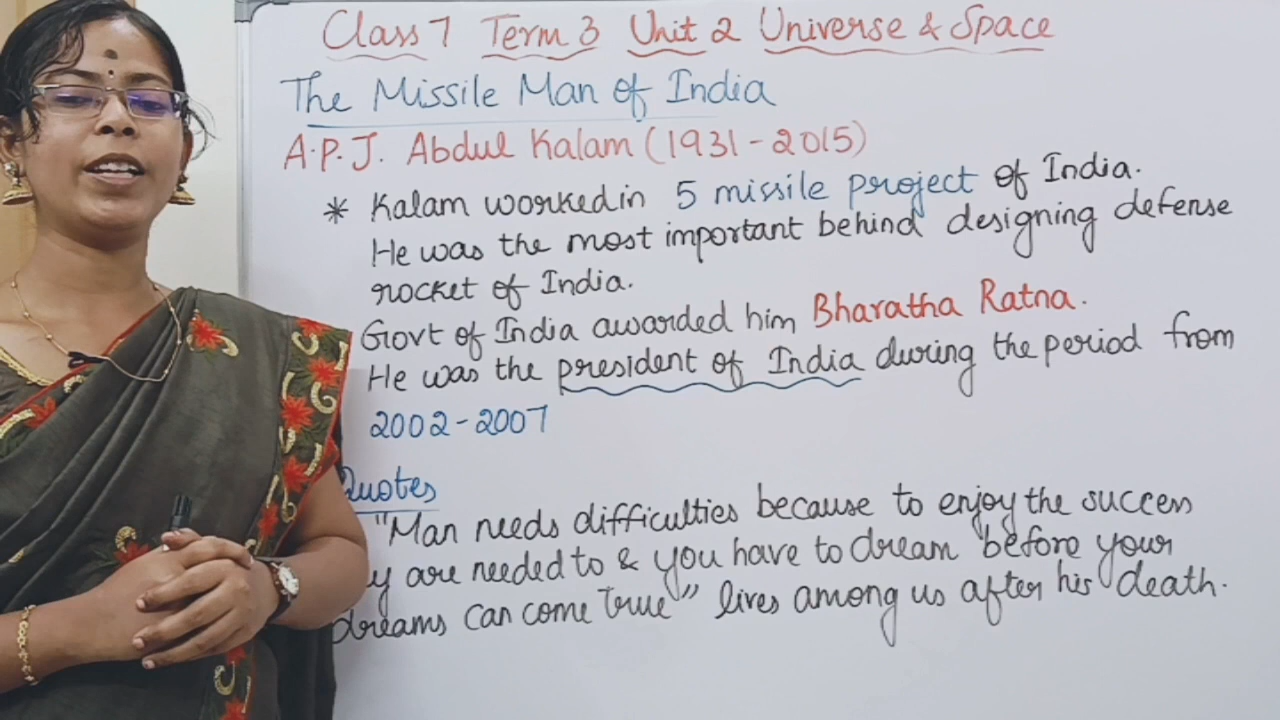 Class 7 Term 3 Unit 2 Universe & Space
The Missile Man of India
A.P.J. Abdul Kalam (1931-2015)
* Kalam worked in 5 missile project of India.
He was the most important behind designing defense
rocket of India.
Govt of India awarded him Bharatha Ratna.
He was the president of India during the period from
2002-2007
Quotes
"Man needs difficulties because to enjoy the success
y are needed to & you have to dream before your
dreams can come true" lives among us after his death.